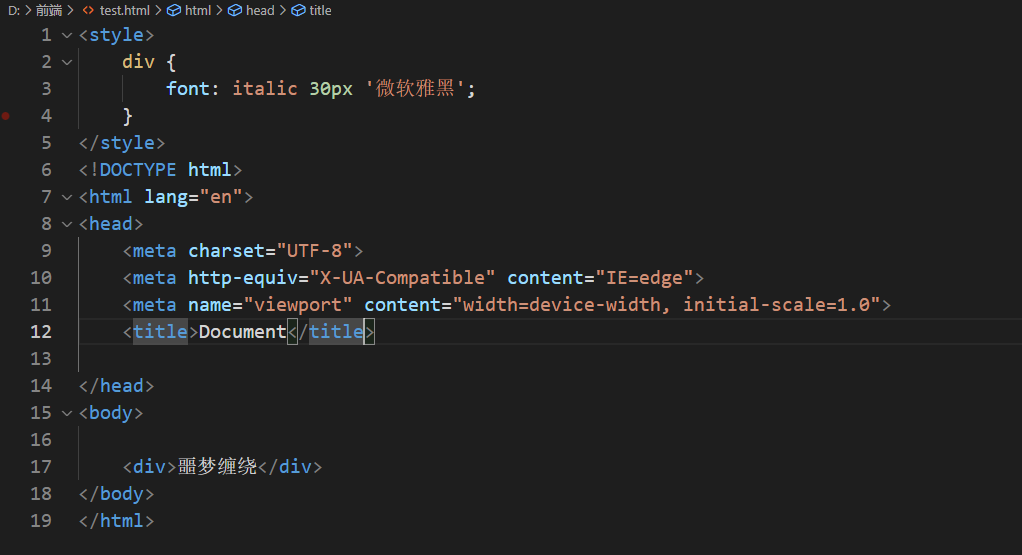 D: > 前端 > test.html > html > head > title
1 <style>
2 div {
3 font: italic 30px '微软雅黑';
4 }
5 </style>
6 <!DOCTYPE html>
7 <html lang="en">
8 <head>
9 <meta charset="UTF-8">
10 <meta http-equiv="X-UA-Compatible" content="IE=edge">
11 <meta name="viewport" content="width=device-width, initial-scale=1.0">
12 <title>Document</title>
13
14 </head>
15 <body>
16
17 <div>噩梦缠绕</div>
18 </body>
19 </html>